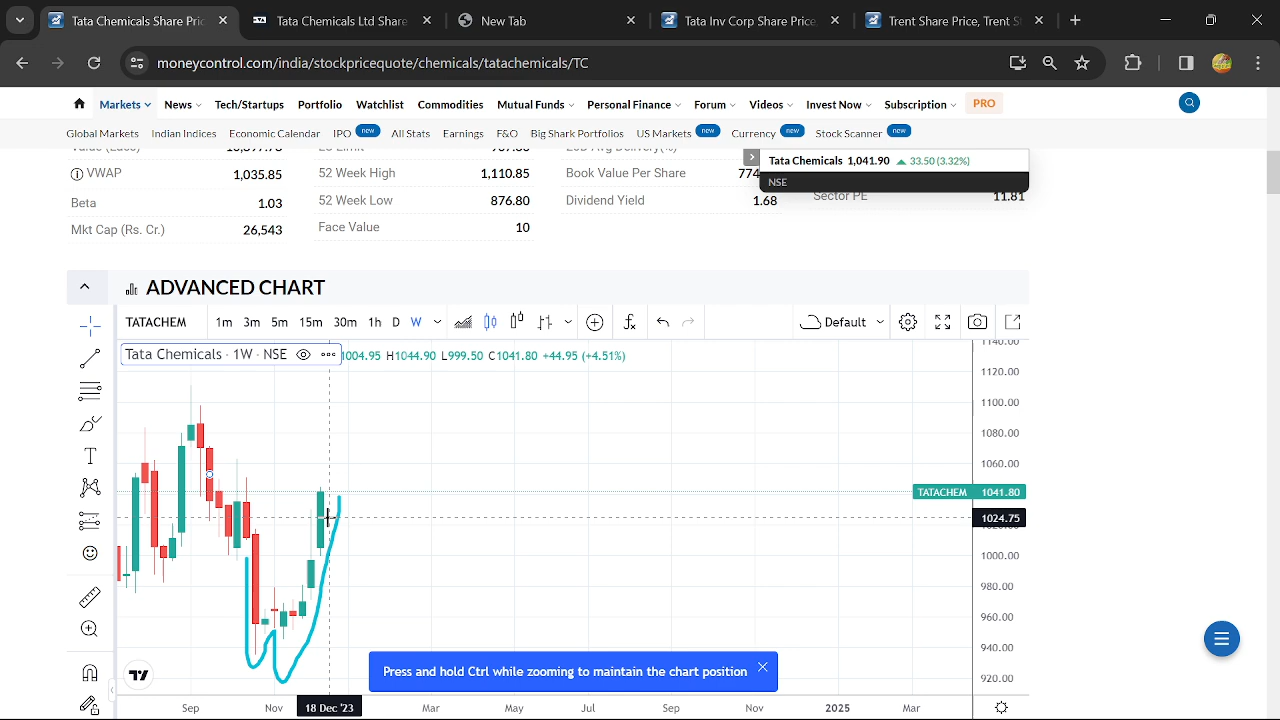 Tata Chemicals Share Pric
Tata Chemicals Ltd Share
New Tab
Tata Inv Corp Share Price
Trent Share Price, Trent S
moneycontrol.com/india/stockpricequote/chemicals/tatachemicals/TC
Markets News Tech/Startups Portfolio Watchlist Commodities Mutual Funds Personal Finance Forum Videos Invest Now Subscription PRO
Global Markets Indian Indices Economic Calendar IPO new All Stats Earnings F&O Big Shark Portfolios US Markets new Currency new Stock Scanner new
Tata Chemicals 1,041.90 33.50 (3.32%)
NSE
VWAP 1,035.85 52 Week High 1,110.85 Book Value Per Share 774
Beta 1.03 52 Week Low 876.80 Dividend Yield 1.68 Sector PE 11.81
Mkt Cap (Rs. Cr.) 26,543 Face Value 10
ADVANCED CHART
TATACHEM 1m 3m 5m 15m 30m 1h D W Default
Tata Chemicals · 1W · NSE 1004.95 H1044.90 L999.50 C1041.80 +44.95 (+4.51%)
1140.00
1120.00
1100.00
1080.00
1060.00
TATACHEM 1041.80
1024.75
1000.00
980.00
960.00
940.00
920.00
Press and hold Ctrl while zooming to maintain the chart position
Sep Nov 18 Dec '23 Mar May Jul Sep Nov 2025 Mar